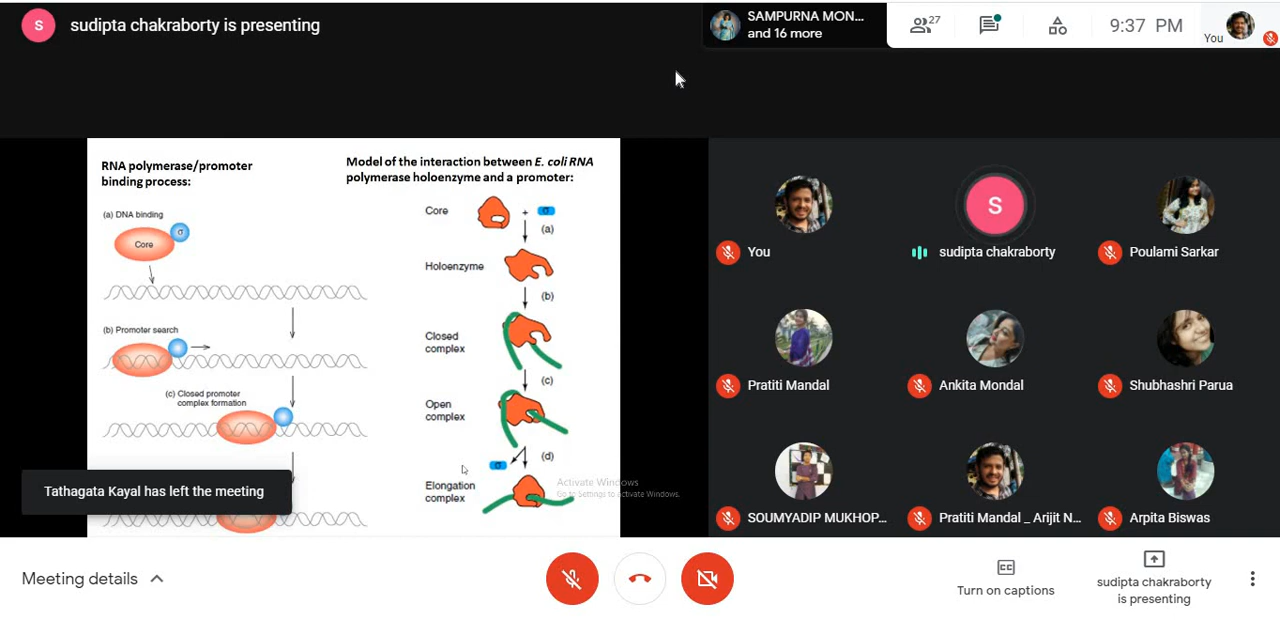 S
sudipta chakraborty is presenting
SAMPURNA MON...
and 16 more
27
9:37 PM
You
RNA polymerase/promoter
binding process:
(a) DNA binding
σ
Core
(b) Promoter search
(c) Closed promoter
complex formation
Model of the interaction between E. coli RNA
polymerase holoenzyme and a promoter:
Core
+
σ
(a)
Holoenzyme
(b)
Closed
complex
(c)
Open
complex
σ
(d)
Elongation
complex
Activate Windows
Go to Settings to activate Windows.
Tathagata Kayal has left the meeting
You
S
sudipta chakraborty
Poulami Sarkar
Pratiti Mandal
Ankita Mondal
Shubhashri Parua
SOUMYADIP MUKHOP...
Pratiti Mandal _ Arijit N...
Arpita Biswas
Meeting details
CC
Turn on captions
sudipta chakraborty
is presenting